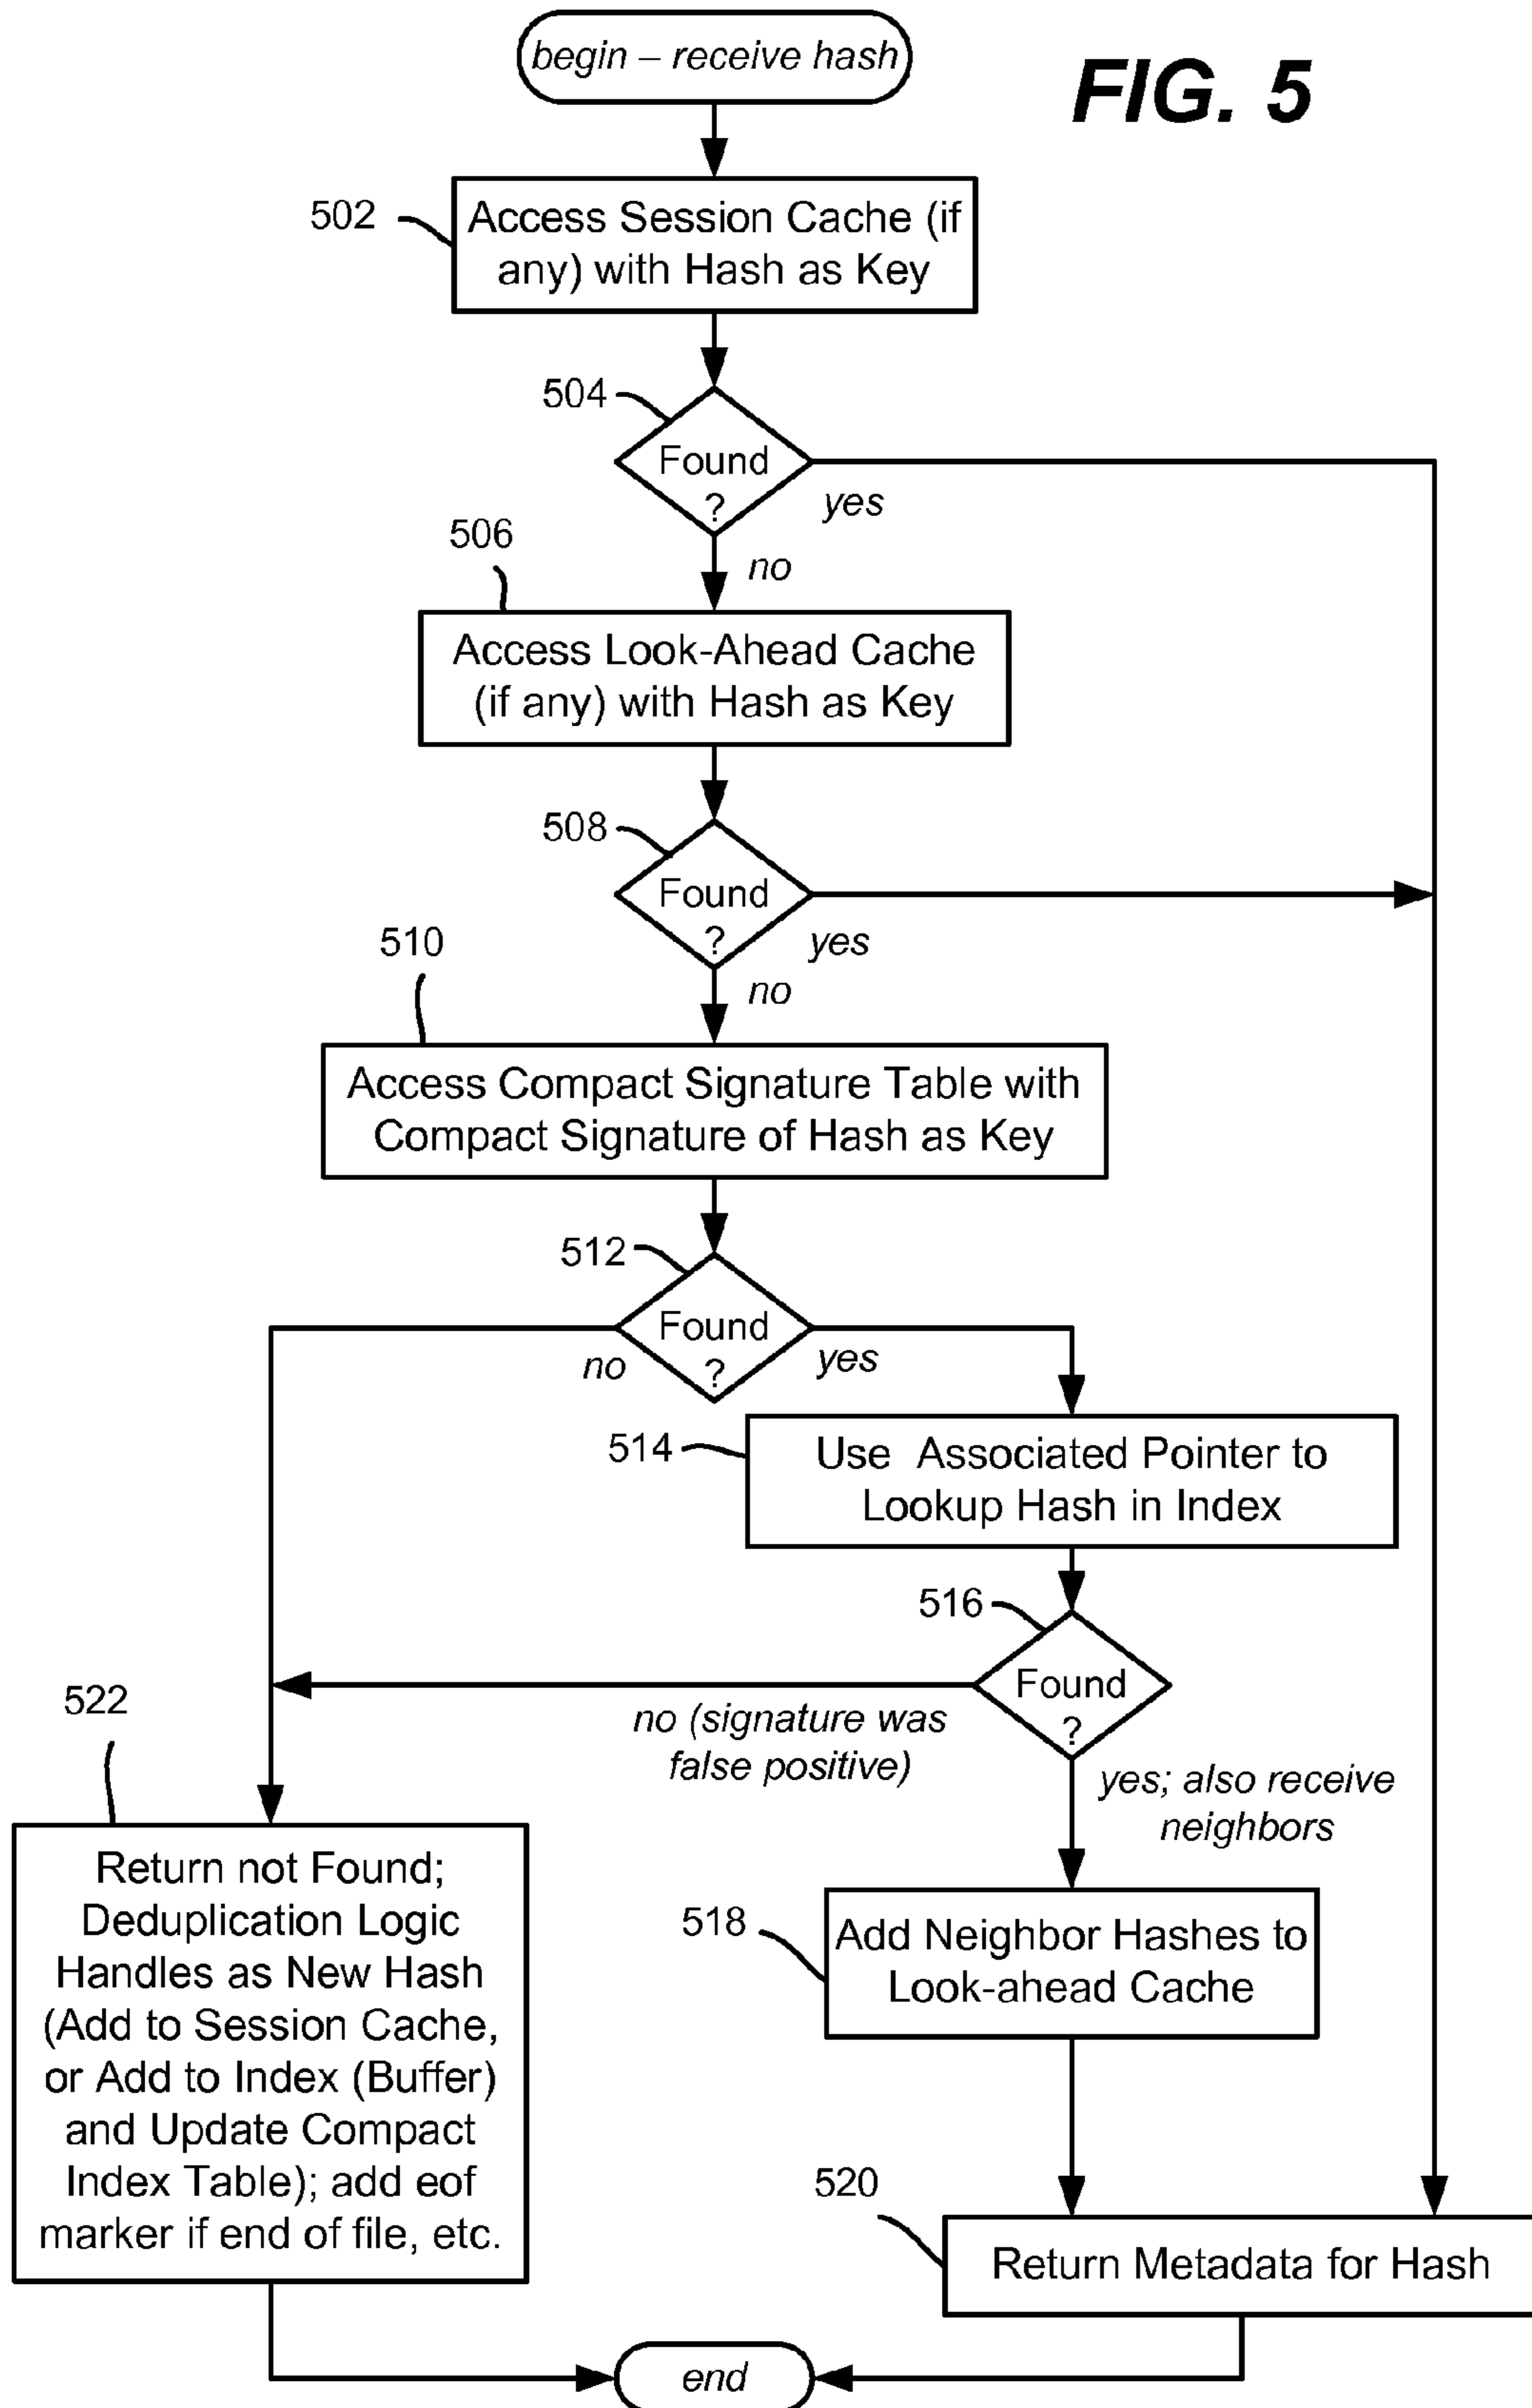 begin – receive hash
FIG. 5
502
Access Session Cache (if
any) with Hash as Key
504
Found
?
yes
no
506
Access Look-Ahead Cache
(if any) with Hash as Key
508
Found
?
yes
no
510
Access Compact Signature Table with
Compact Signature of Hash as Key
512
Found
?
no
yes
514
Use Associated Pointer to
Lookup Hash in Index
516
Found
?
no (signature was
false positive)
yes; also receive
neighbors
522
Return not Found;
Deduplication Logic
Handles as New Hash
(Add to Session Cache,
or Add to Index (Buffer)
and Update Compact
Index Table); add eof
marker if end of file, etc.
518
Add Neighbor Hashes to
Look-ahead Cache
520
Return Metadata for Hash
end